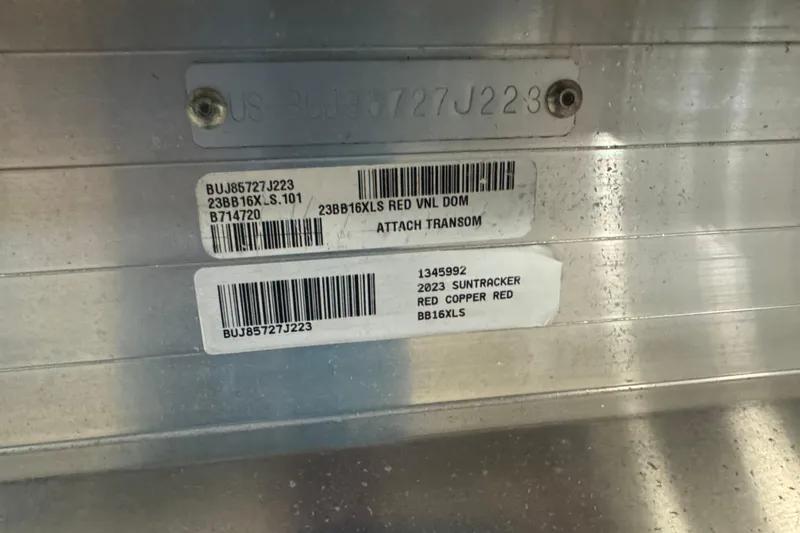 US BUJ85727J223
BUJ85727J223
23BB16XLS.101
B714720
23BB16XLS RED VNL DOM
ATTACH TRANSOM
1345992
2023 SUNTRACKER
RED COPPER RED
BB16XLS
BUJ85727J223